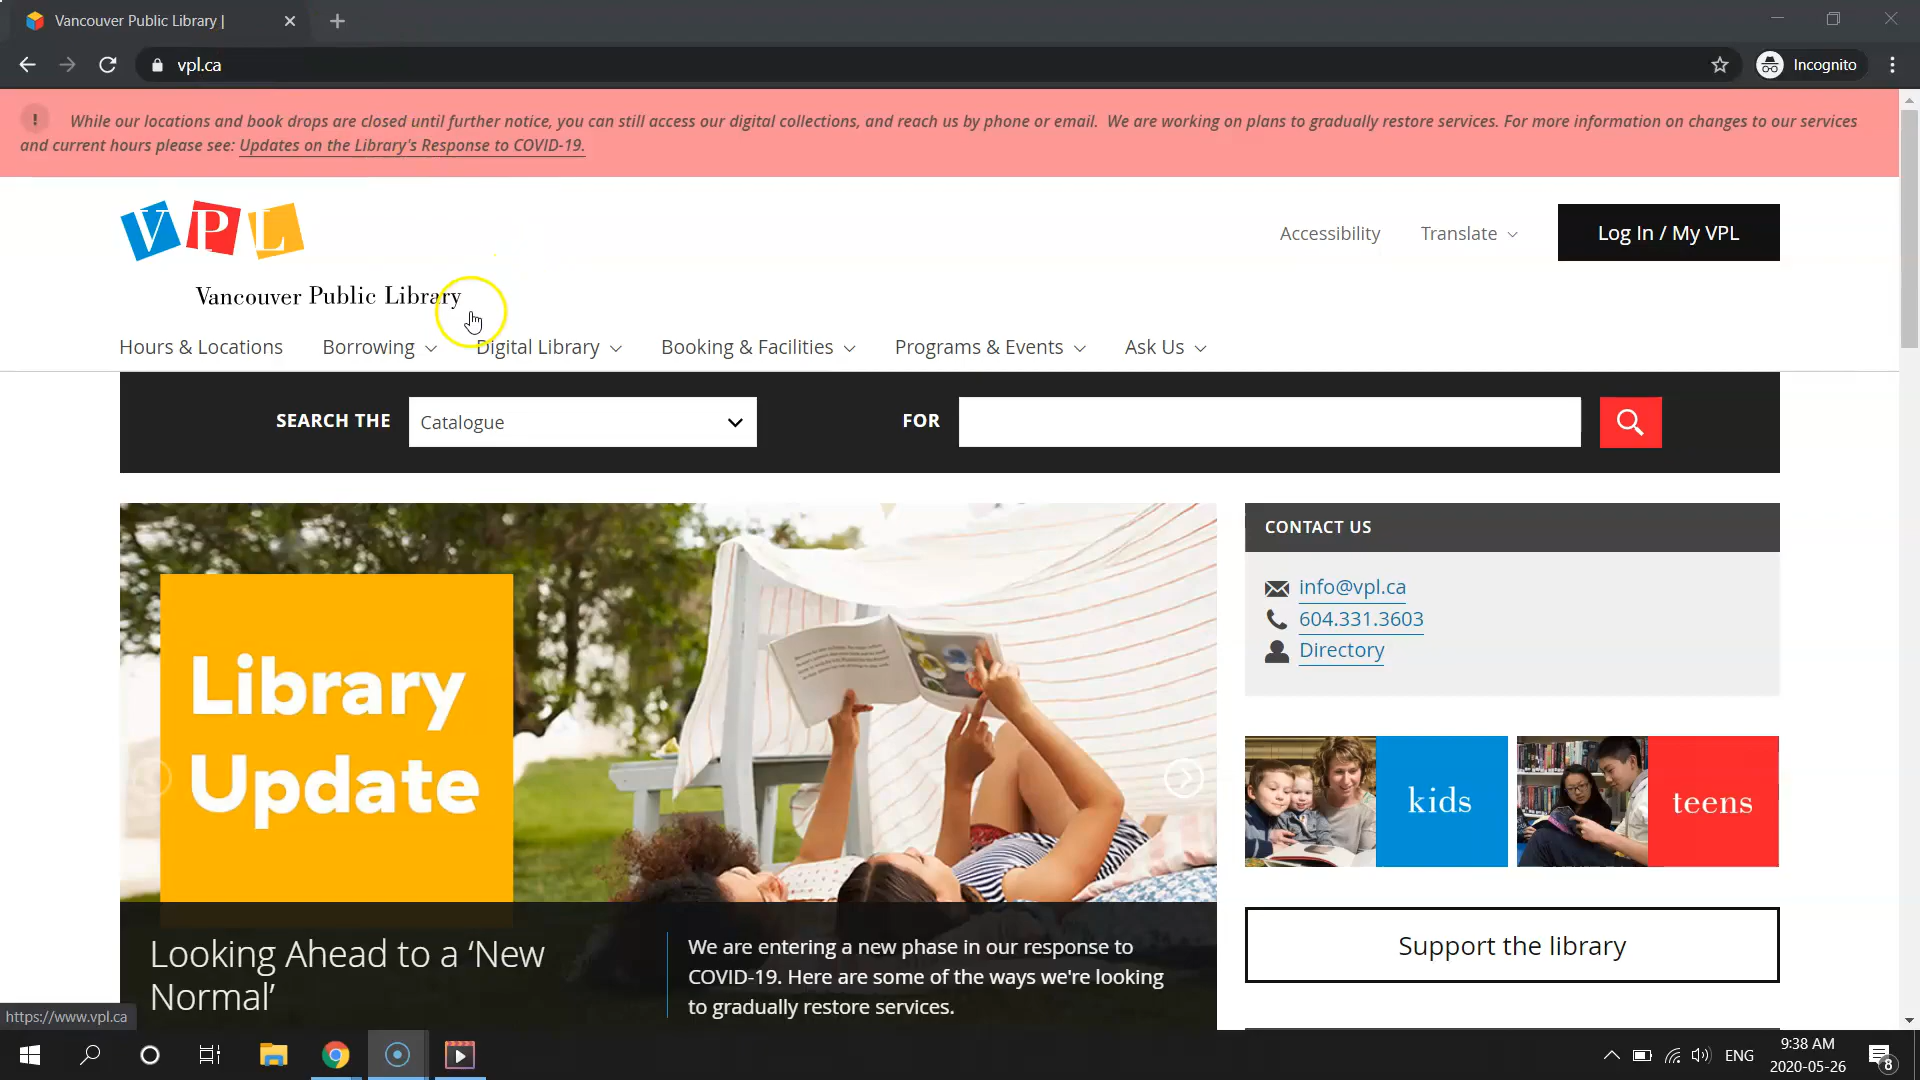 Vancouver Public Library |
vpl.ca
Incognito
! While our locations and book drops are closed until further notice, you can still access our digital collections, and reach us by phone or email. We are working on plans to gradually restore services. For more information on changes to our services
and current hours please see: Updates on the Library's Response to COVID-19.
VPL
Vancouver Public Library
Accessibility
Translate
Log In / My VPL
Hours & Locations
Borrowing
Digital Library
Booking & Facilities
Programs & Events
Ask Us
SEARCH THE
Catalogue
FOR
CONTACT US
info@vpl.ca
604.331.3603
Directory
Library
Update
kids
teens
Looking Ahead to a ‘New
Normal’
We are entering a new phase in our response to
COVID-19. Here are some of the ways we're looking
to gradually restore services.
Support the library
https://www.vpl.ca
ENG
9:38 AM
2020-05-26
8